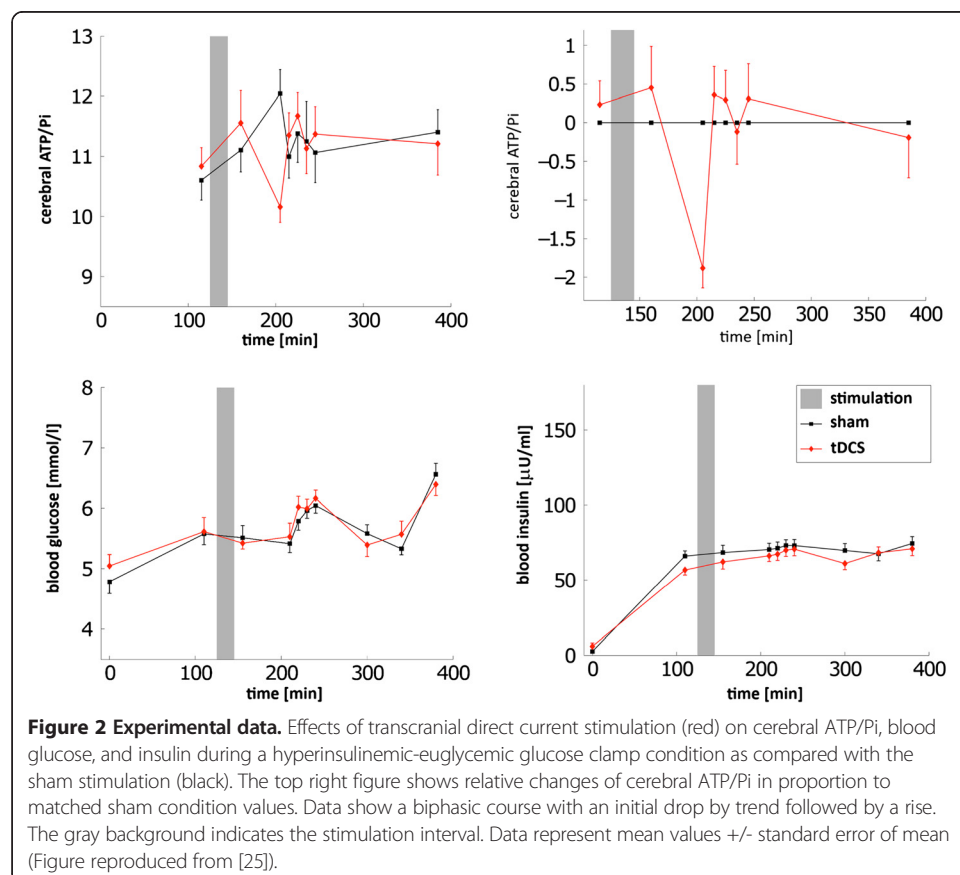 13
12
11
10
9
cerebral ATP/Pi
0 100 200 300 400
time [min]
1
0.5
0
−0.5
−1
−1.5
−2
cerebral ATP/Pi
150 200 250 300 350 400
time [min]
8
7
6
5
4
blood glucose [mmol/l]
0 100 200 300 400
time [min]
150
100
50
0
blood insulin [µU/ml]
0 100 200 300 400
time [min]
stimulation
sham
tDCS
Figure 2 Experimental data. Effects of transcranial direct current stimulation (red) on cerebral ATP/Pi, blood
glucose, and insulin during a hyperinsulinemic-euglycemic glucose clamp condition as compared with the
sham stimulation (black). The top right figure shows relative changes of cerebral ATP/Pi in proportion to
matched sham condition values. Data show a biphasic course with an initial drop by trend followed by a rise.
The gray background indicates the stimulation interval. Data represent mean values +/- standard error of mean
(Figure reproduced from [25]).